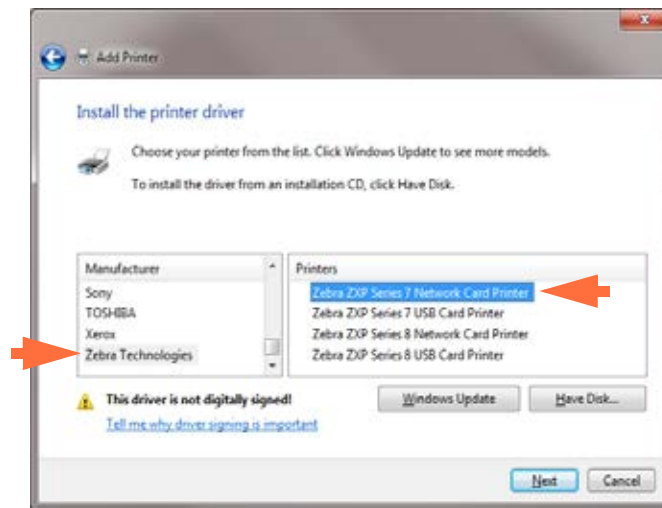 Add Printer
Install the printer driver
Choose your printer from the list. Click Windows Update to see more models.
To install the driver from an installation CD, click Have Disk.
Manufacturer
Sony
TOSHIBA
Xerox
Zebra Technologies
Printers
Zebra ZXP Series 7 Network Card Printer
Zebra ZXP Series 7 USB Card Printer
Zebra ZXP Series 8 Network Card Printer
Zebra ZXP Series 8 USB Card Printer
This driver is not digitally signed!
Tell me why driver signing is important
Windows Update
Have Disk...
Next
Cancel